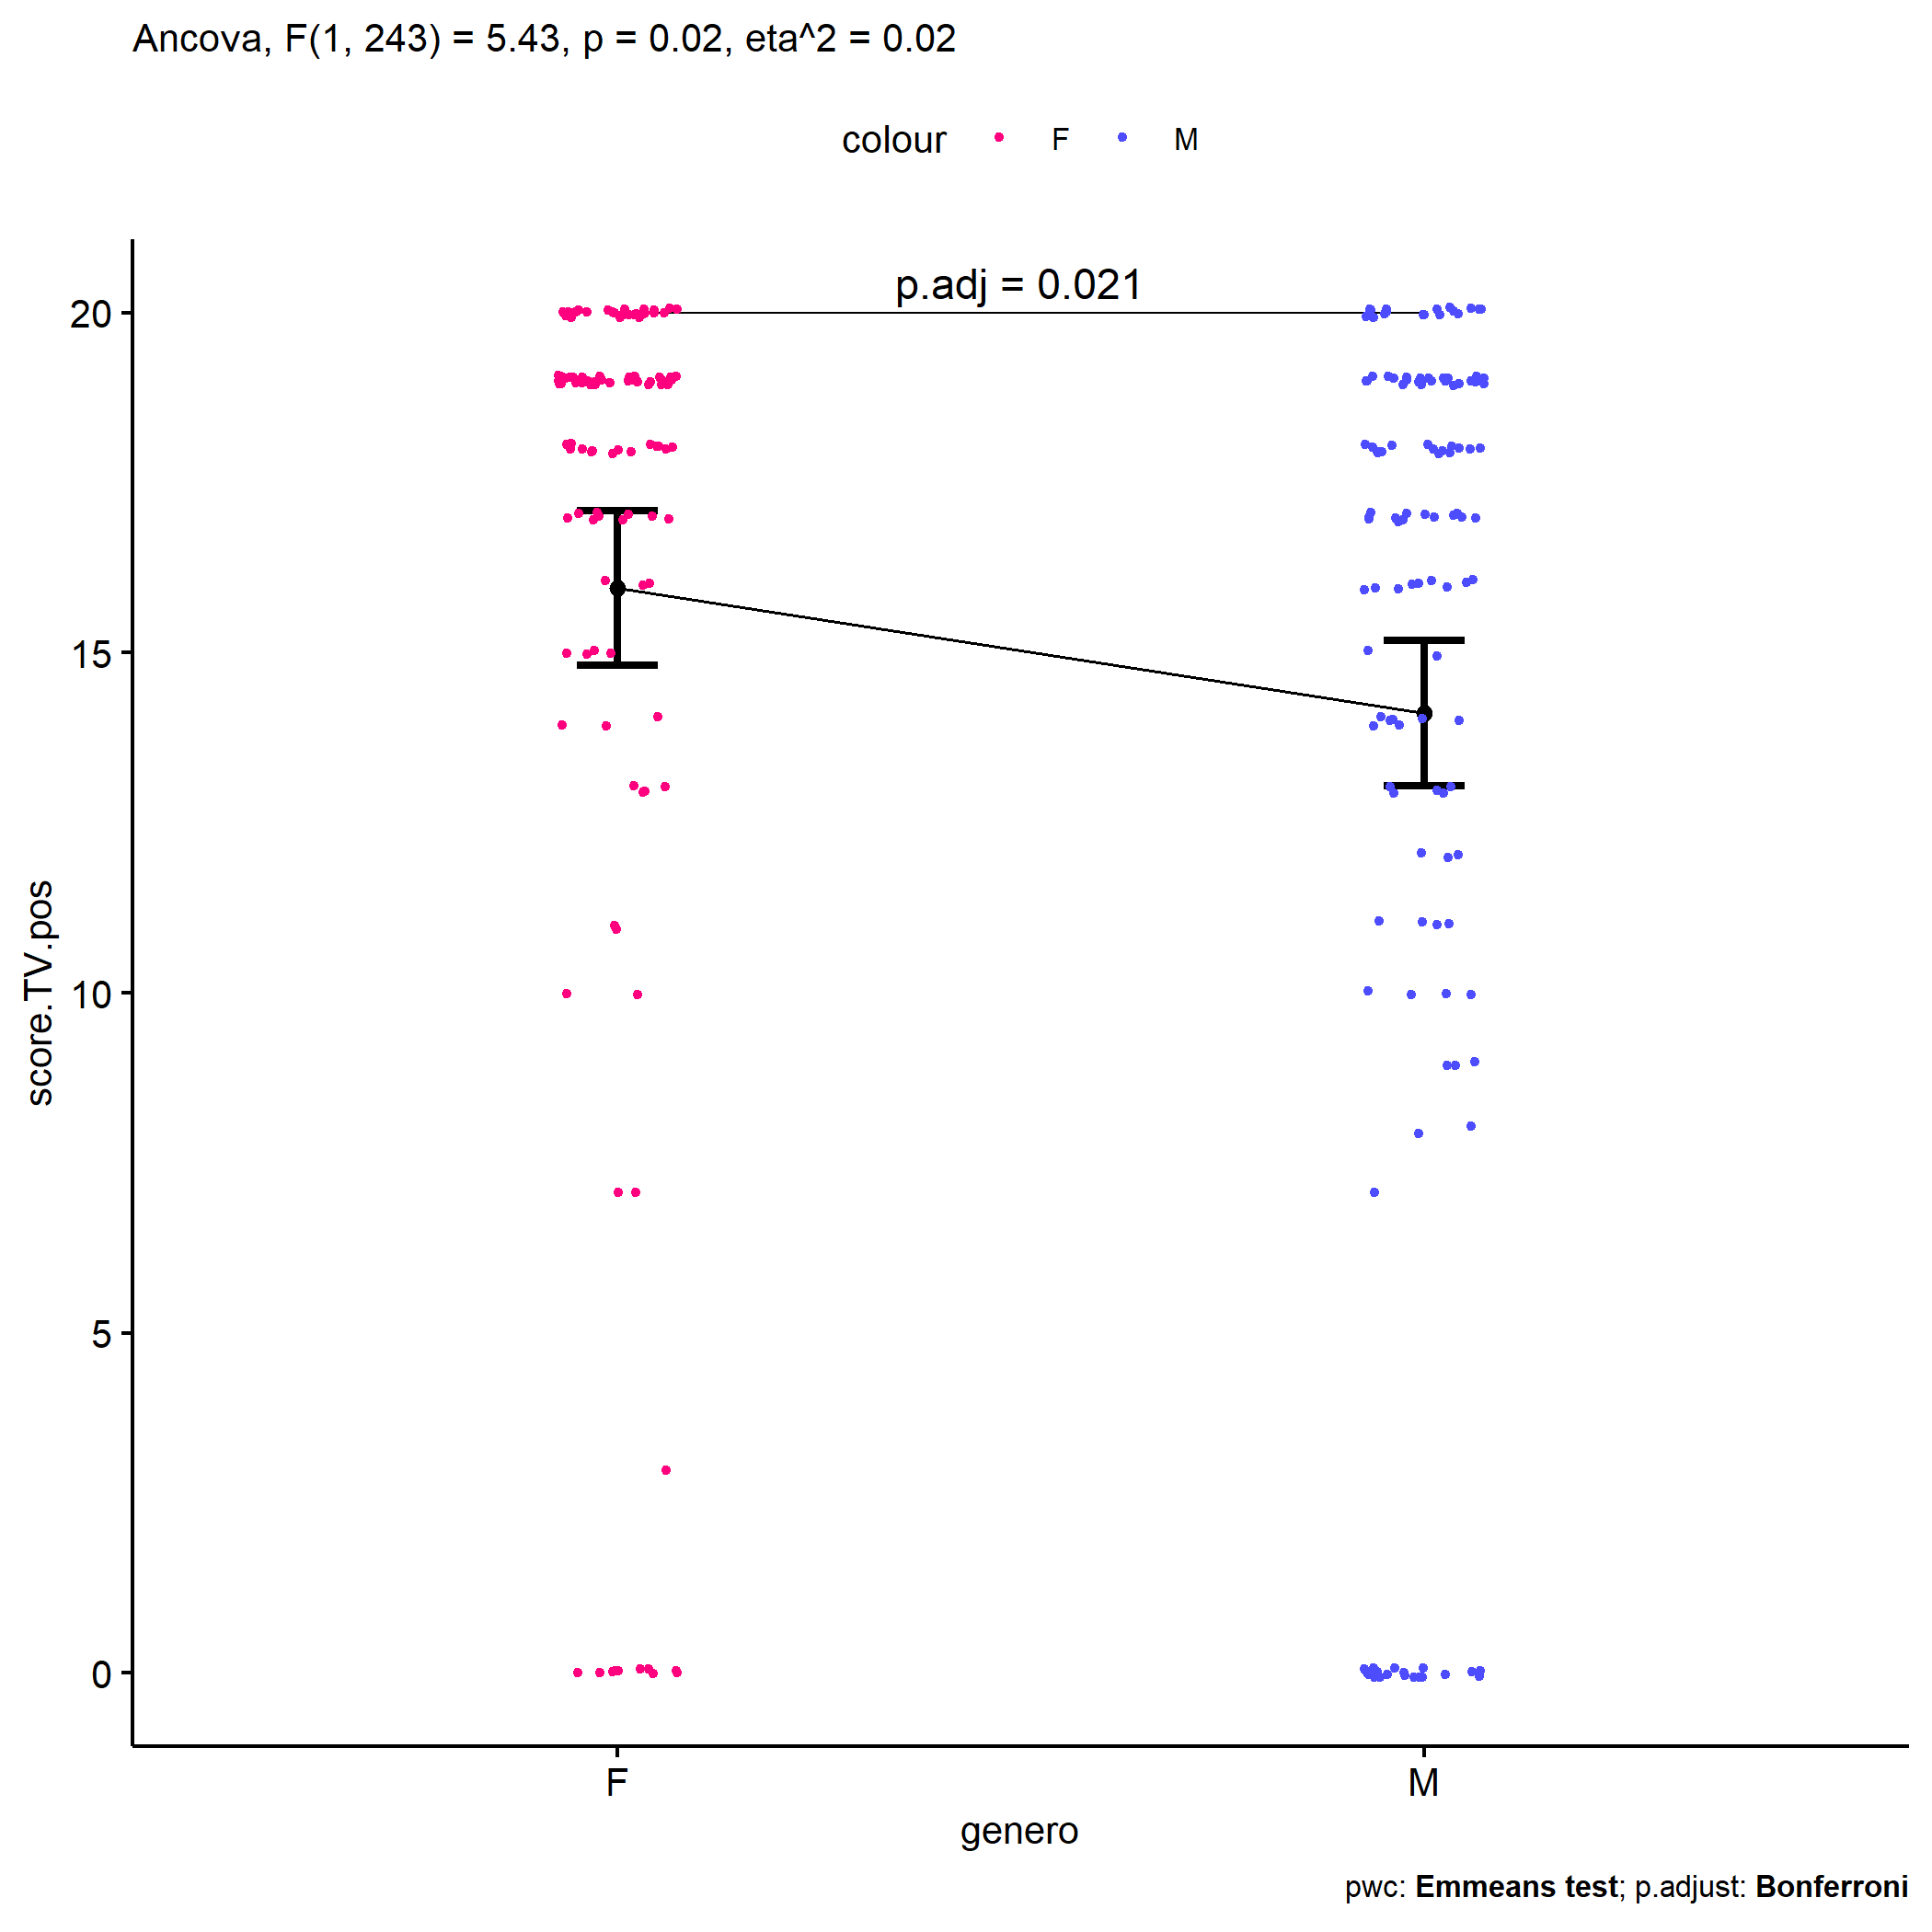 Ancova, F(1, 243) = 5.43, p = 0.02, eta^2 = 0.02
colour F M
p.adj = 0.021
20
15
10
5
0
score.TV.pos
F M
genero
pwc: Emmeans test; p.adjust: Bonferroni